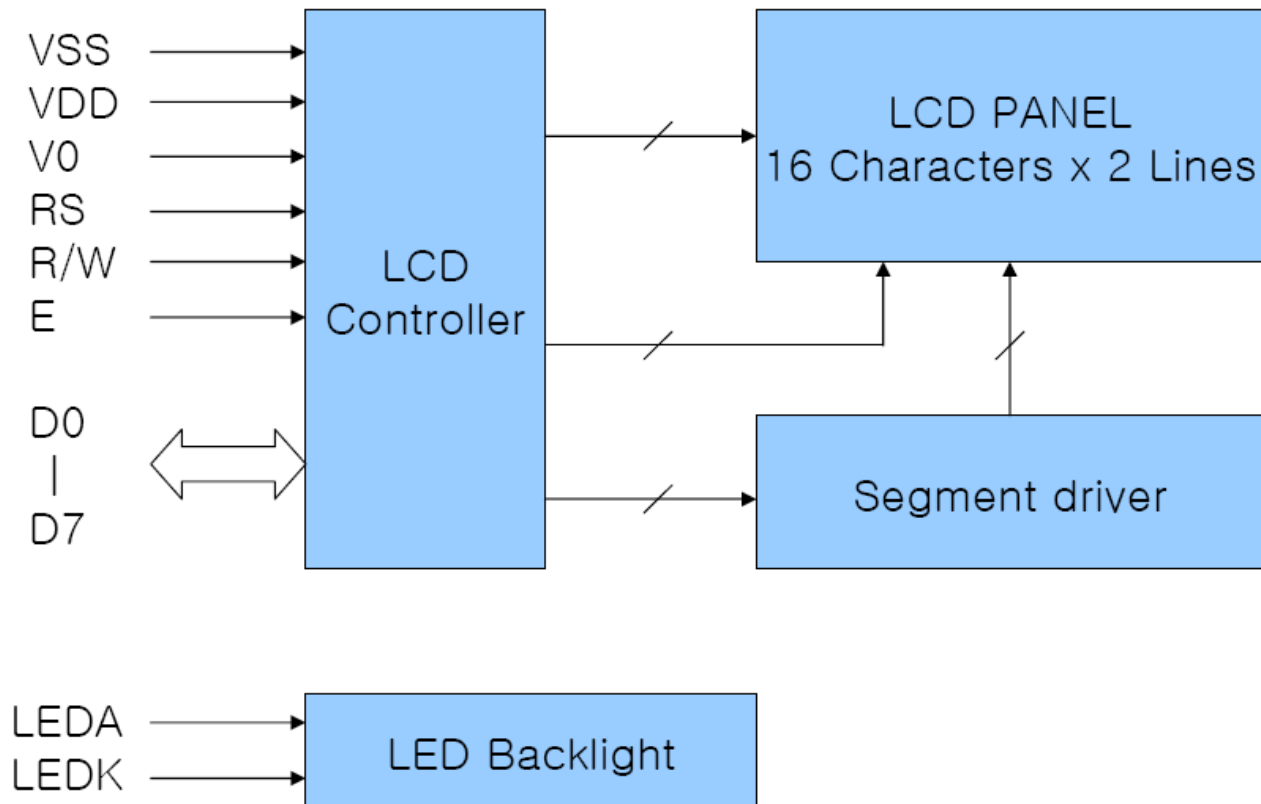 VSS
VDD
V0
RS
R/W
E
D0
|
D7
LCD
Controller
LCD PANEL
16 Characters x 2 Lines
Segment driver
LEDA
LEDK
LED Backlight